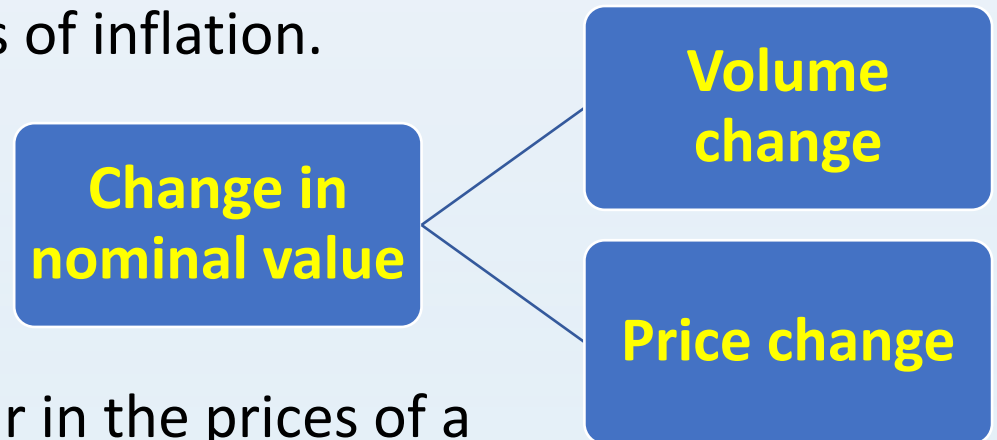 s of inflation.
Volume
change
Change in
nominal value
Price change
r in the prices of a